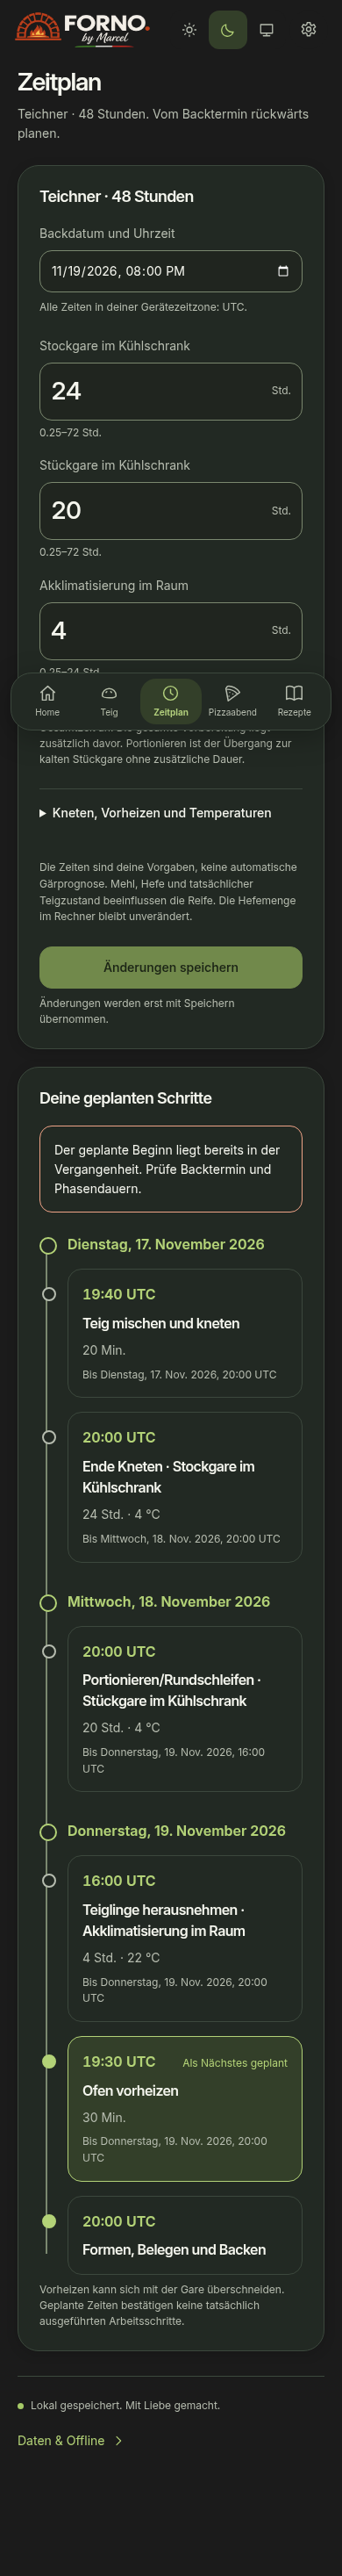 FORNO.
by Marcel
Zeitplan
Teichner · 48 Stunden. Vom Backtermin rückwärts
planen.
Teichner · 48 Stunden
Backdatum und Uhrzeit
11/19/2026, 08:00 PM
Alle Zeiten in deiner Gerätezeitzone: UTC.
Stockgare im Kühlschrank
24 Std.
0.25–72 Std.
Stückgare im Kühlschrank
20 Std.
0.25–72 Std.
Akklimatisierung im Raum
4 Std.
0.25–24 Std.
Home Teig Zeitplan Pizzaabend Rezepte
zusätzlich davor. Portionieren ist der Übergang zur
kalten Stückgare ohne zusätzliche Dauer.
Kneten, Vorheizen und Temperaturen
Die Zeiten sind deine Vorgaben, keine automatische
Gärprognose. Mehl, Hefe und tatsächlicher
Teigzustand beeinflussen die Reife. Die Hefemenge
im Rechner bleibt unverändert.
Änderungen speichern
Änderungen werden erst mit Speichern
übernommen.
Deine geplanten Schritte
Der geplante Beginn liegt bereits in der
Vergangenheit. Prüfe Backtermin und
Phasendauern.
Dienstag, 17. November 2026
19:40 UTC
Teig mischen und kneten
20 Min.
Bis Dienstag, 17. Nov. 2026, 20:00 UTC
20:00 UTC
Ende Kneten · Stockgare im
Kühlschrank
24 Std. · 4 °C
Bis Mittwoch, 18. Nov. 2026, 20:00 UTC
Mittwoch, 18. November 2026
20:00 UTC
Portionieren/Rundschleifen ·
Stückgare im Kühlschrank
20 Std. · 4 °C
Bis Donnerstag, 19. Nov. 2026, 16:00
UTC
Donnerstag, 19. November 2026
16:00 UTC
Teiglinge herausnehmen ·
Akklimatisierung im Raum
4 Std. · 22 °C
Bis Donnerstag, 19. Nov. 2026, 20:00
UTC
19:30 UTC Als Nächstes geplant
Ofen vorheizen
30 Min.
Bis Donnerstag, 19. Nov. 2026, 20:00
UTC
20:00 UTC
Formen, Belegen und Backen
Vorheizen kann sich mit der Gare überschneiden.
Geplante Zeiten bestätigen keine tatsächlich
ausgeführten Arbeitsschritte.
Lokal gespeichert. Mit Liebe gemacht.
Daten & Offline